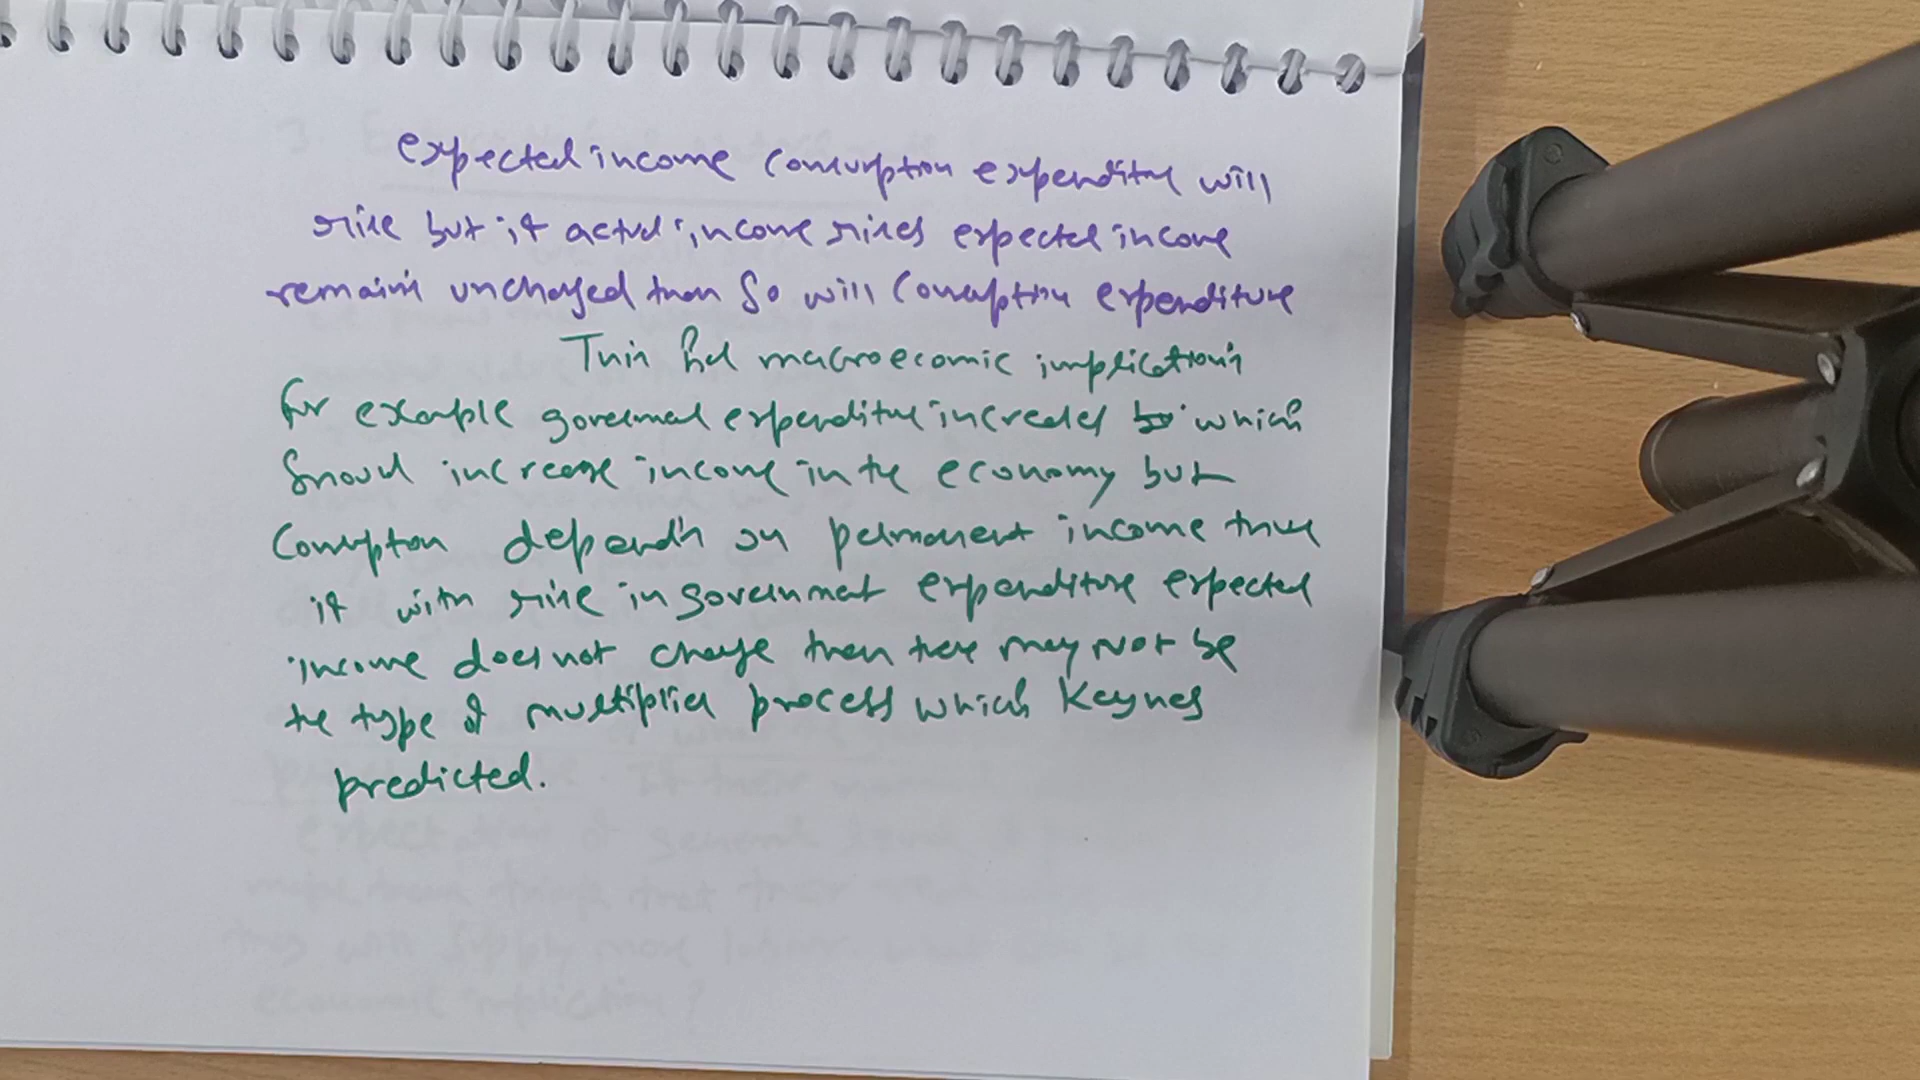 expected income consumption expenditure will
rise but if actual income rises expected income
remains unchanged then so will consumption expenditure
This had macroecomic implications
for example government expenditure increases which
should increase income in the economy but
Consumption depends on permanent income thus
if with rise in government expenditure expected
income does not change then there may not be
the type of multiplier process which Keynes
predicted.